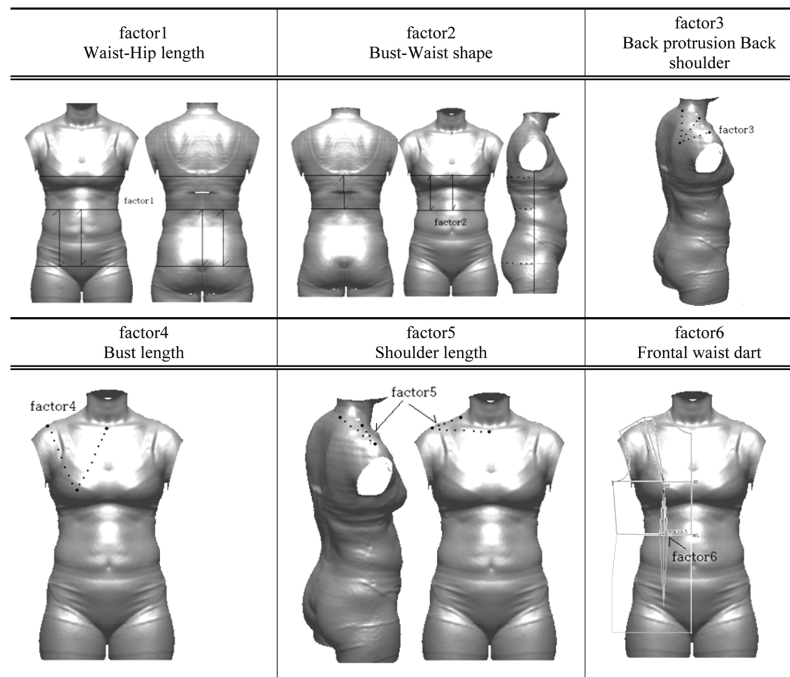 factor1
Waist-Hip length
factor2
Bust-Waist shape
factor3
Back protrusion Back
shoulder
factor1
factor2
factor3
factor4
Bust length
factor5
Shoulder length
factor6
Frontal waist dart
factor4
factor5
factor6